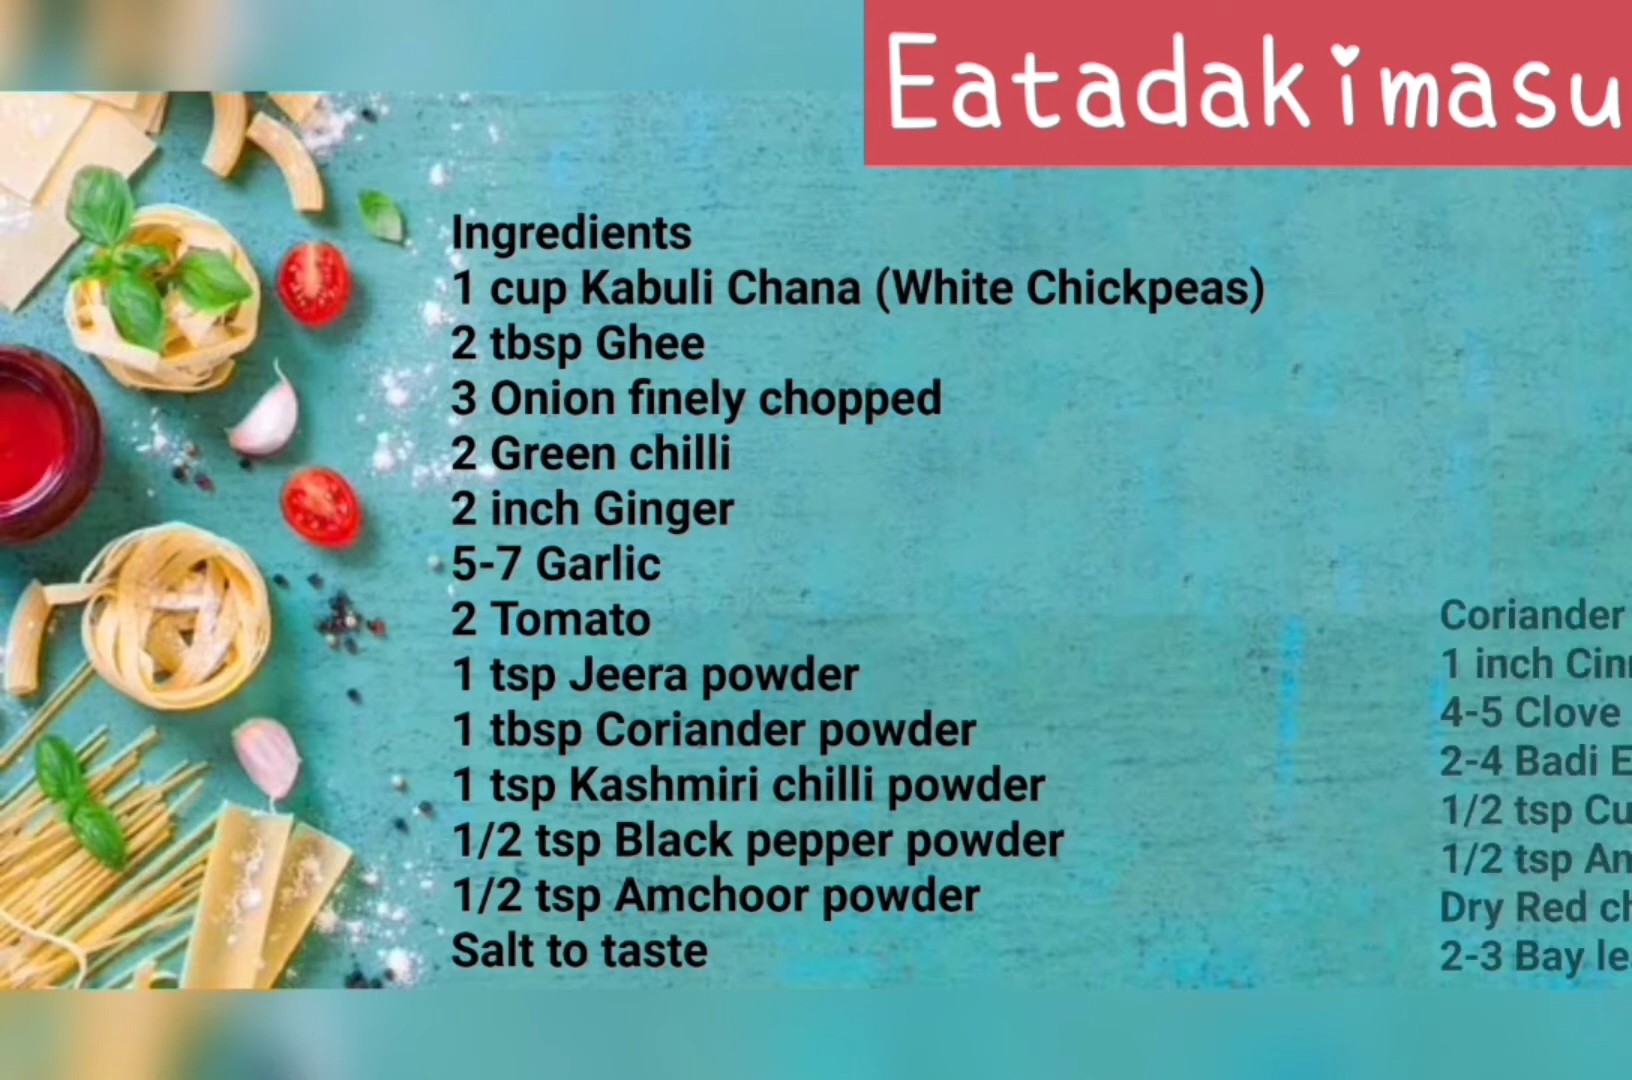 Eatadakimasu
Ingredients
1 cup Kabuli Chana (White Chickpeas)
2 tbsp Ghee
3 Onion finely chopped
2 Green chilli
2 inch Ginger
5-7 Garlic
2 Tomato
1 tsp Jeera powder
1 tbsp Coriander powder
1 tsp Kashmiri chilli powder
1/2 tsp Black pepper powder
1/2 tsp Amchoor powder
Salt to taste
Coriander
1 inch
4-5 Clove
2-4 Badi
1/2 tsp
1/2 tsp
Dry Red
2-3 Bay